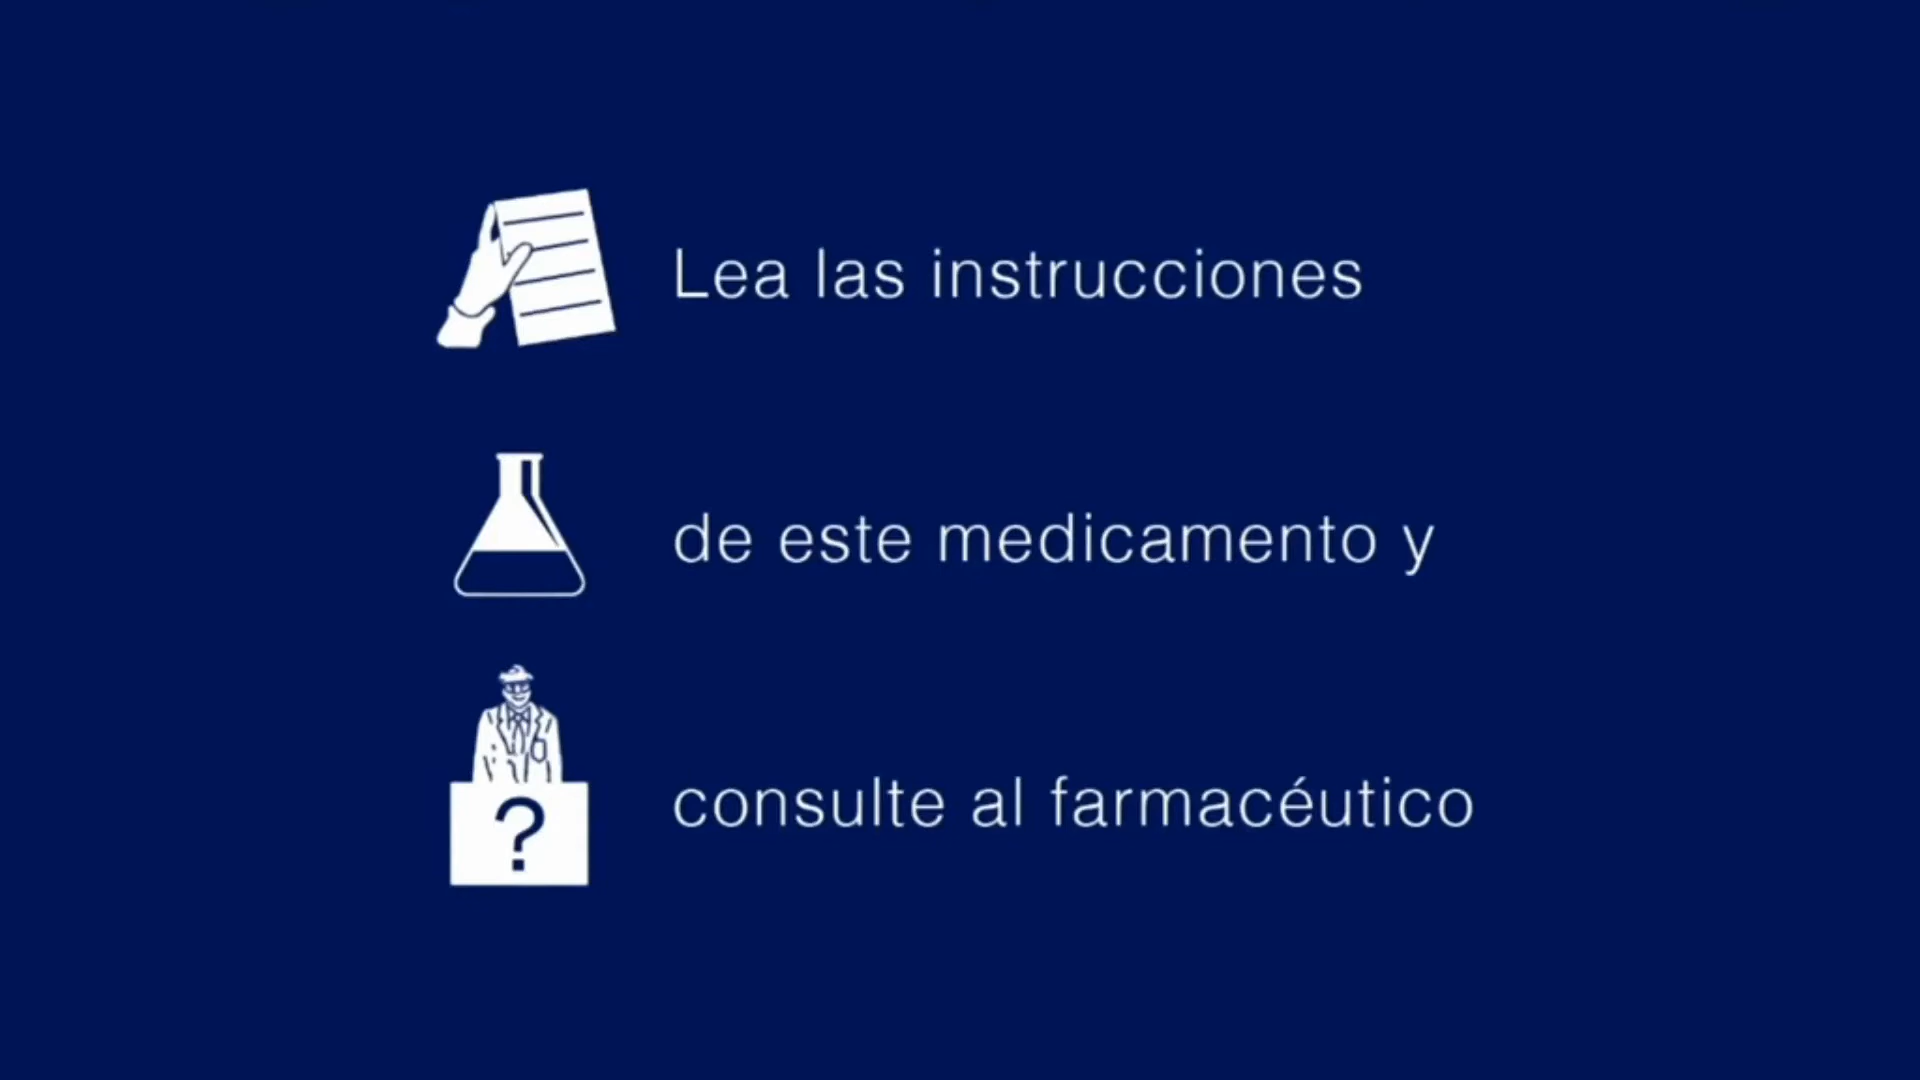 Lea las instrucciones
de este medicamento y
?
consulte al farmacéutico